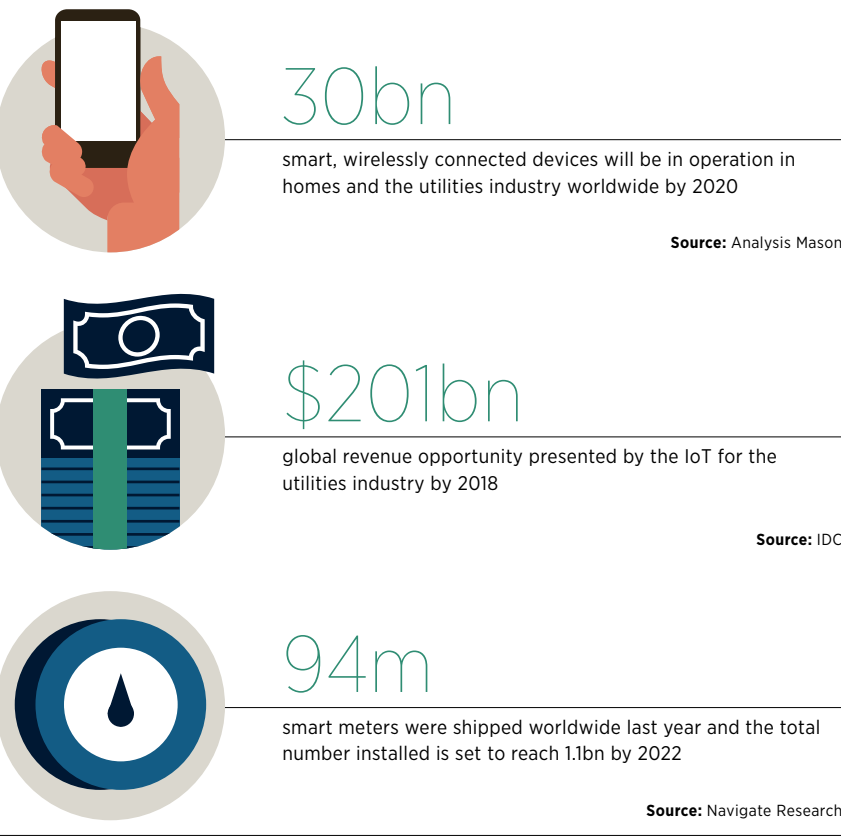 30bn
smart, wirelessly connected devices will be in operation in
homes and the utilities industry worldwide by 2020
Source: Analysis Mason
$201bn
global revenue opportunity presented by the IoT for the
utilities industry by 2018
Source: IDC
94m
smart meters were shipped worldwide last year and the total
number installed is set to reach 1.1bn by 2022
Source: Navigate Research